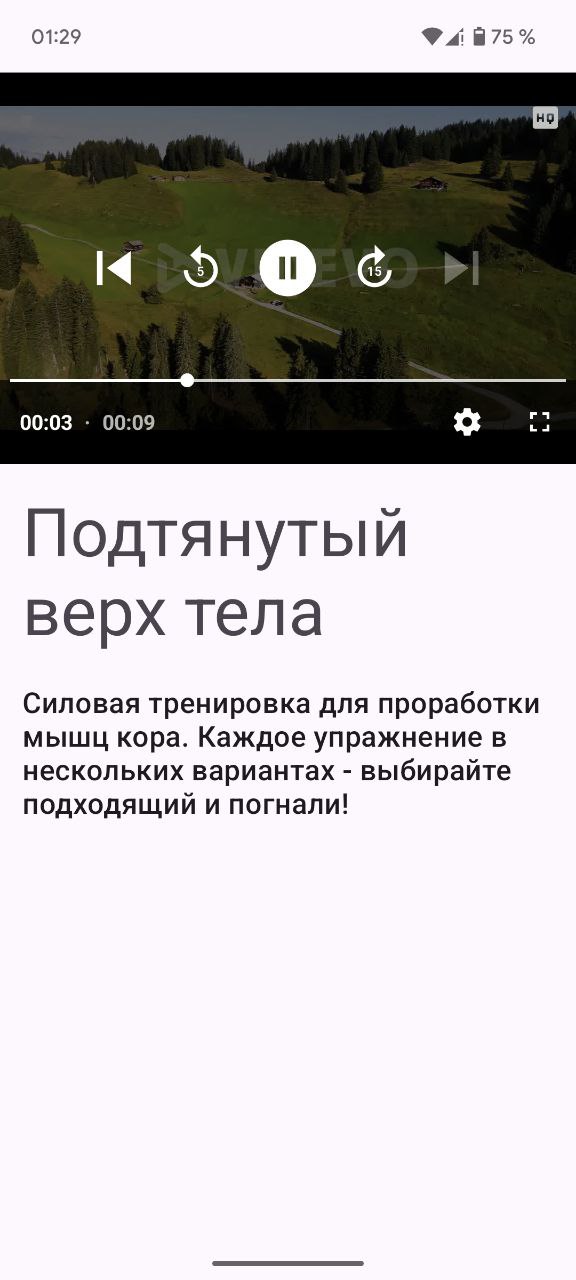 01:29
75 %
HQ
5
15
00:03 · 00:09
Подтянутый
верх тела
Силовая тренировка для проработки
мышц кора. Каждое упражнение в
нескольких вариантах - выбирайте
подходящий и погнали!